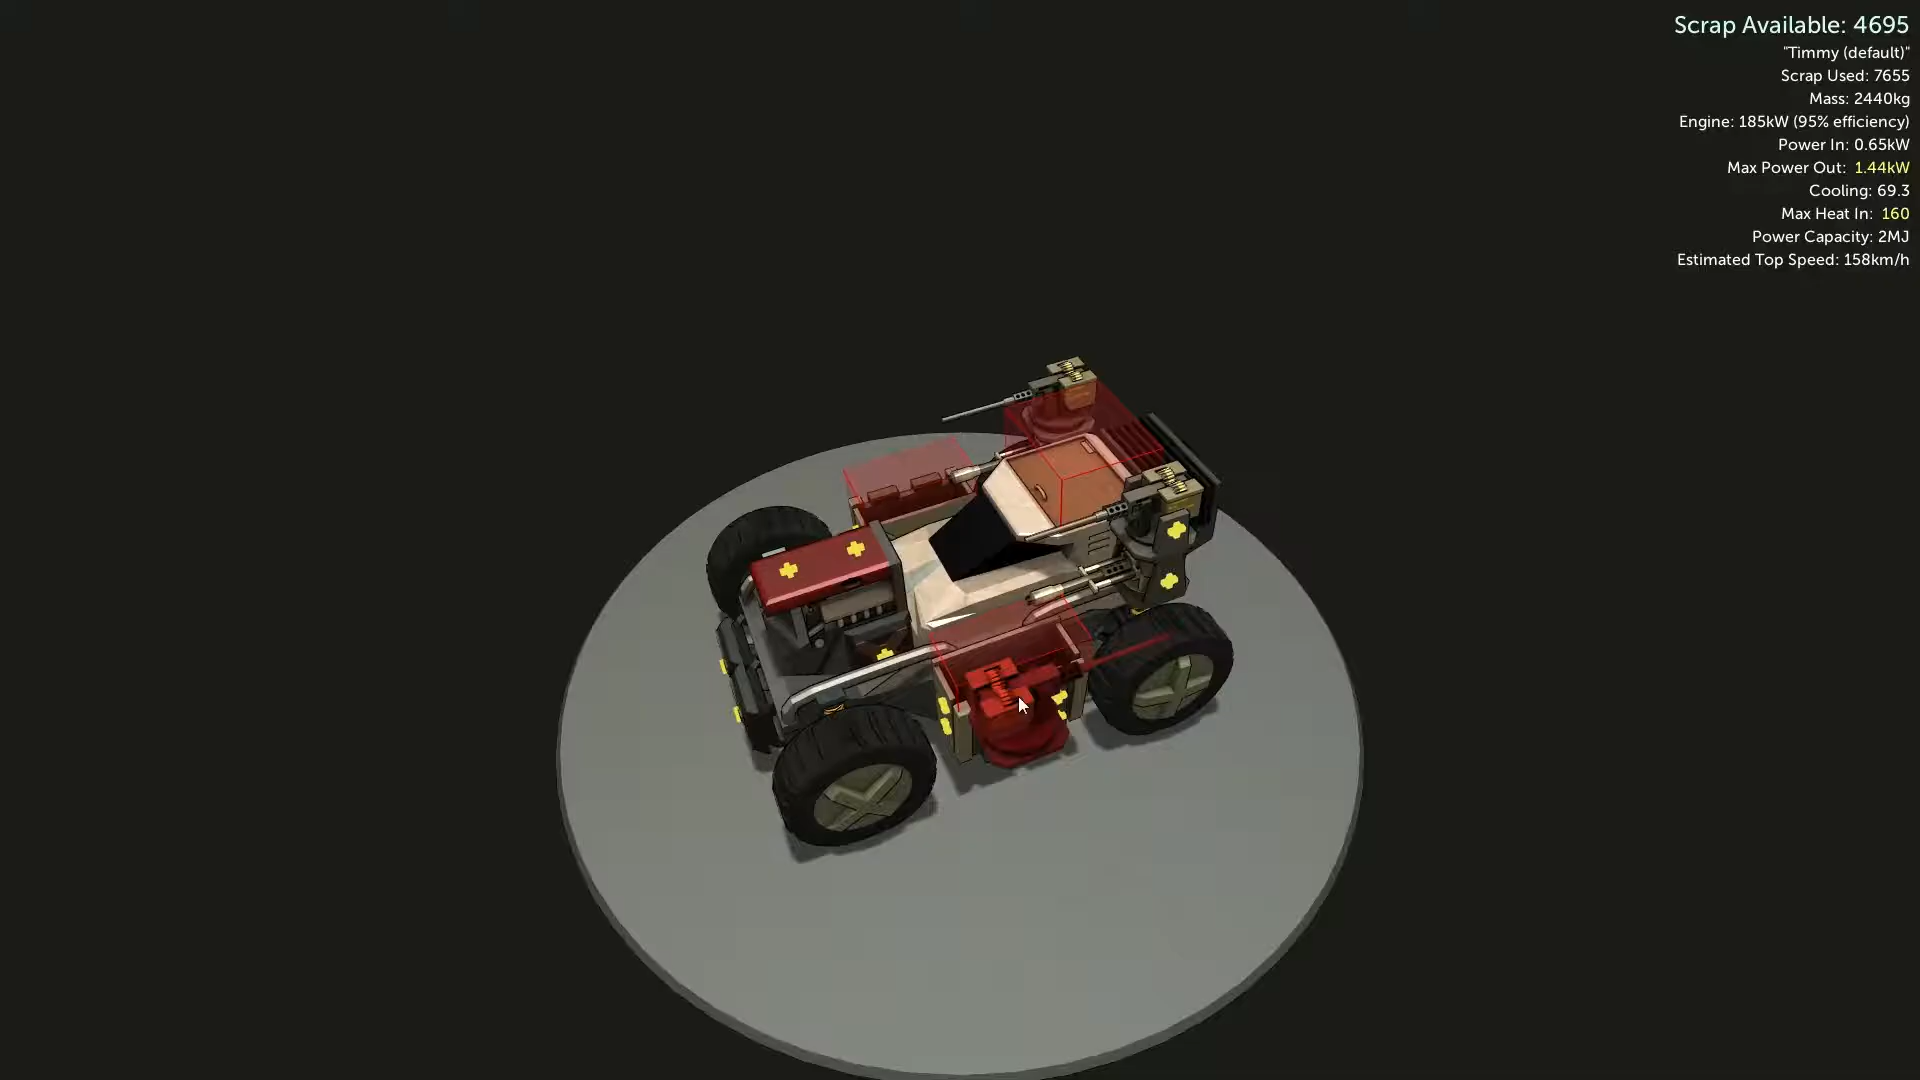 Scrap Available: 4695
"Timmy (default)"
Scrap Used: 7655
Mass: 2440kg
Engine: 185kW (95% efficiency)
Power In: 0.65kW
Max Power Out: 1.44kW
Cooling: 69.3
Max Heat In: 160
Power Capacity: 2MJ
Estimated Top Speed: 158km/h